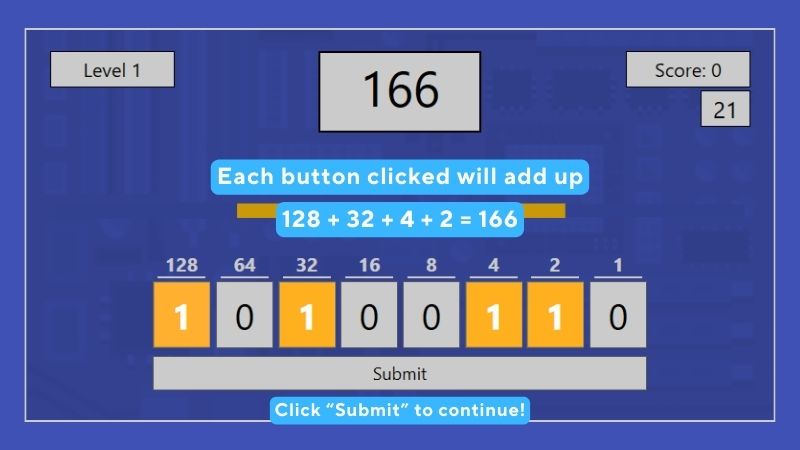 Level 1
166
Score: 0
21
Each button clicked will add up
128 + 32 + 4 + 2 = 166
128 64 32 16 8 4 2 1
1 0 1 0 0 1 1 0
Submit
Click “Submit” to continue!